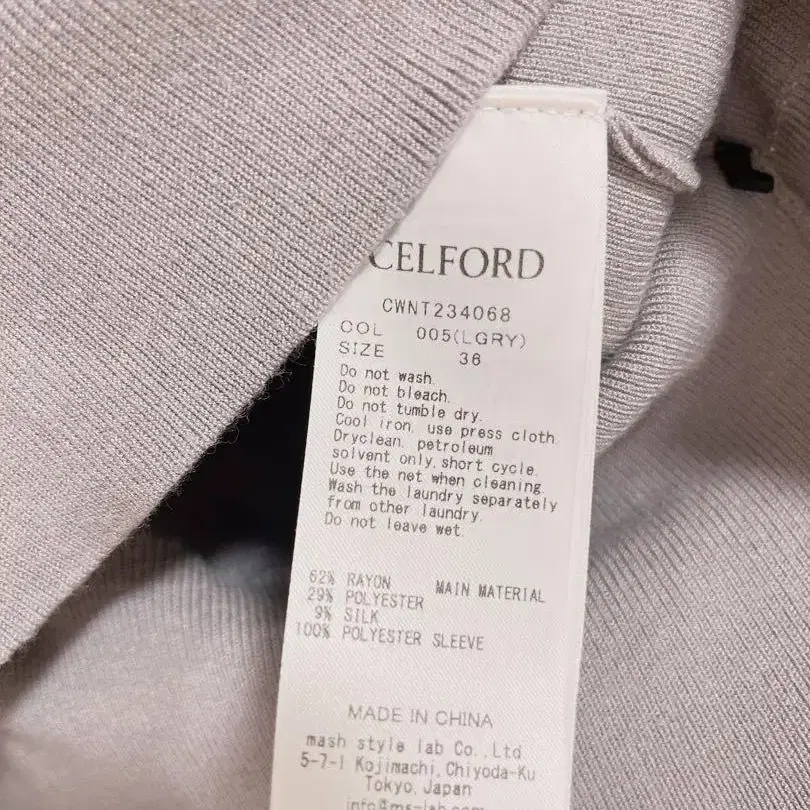 CELFORD
CWNT234068
COL 005(LGRY)
SIZE 36
Do not wash.
Do not bleach.
Do not tumble dry.
Cool iron, use press cloth.
Dryclean, petroleum
solvent only, short cycle.
Use the net when cleaning.
Wash the laundry separately
from other laundry.
Do not leave wet.
62% RAYON MAIN MATERIAL
29% POLYESTER
9% SILK
100% POLYESTER SLEEVE
MADE IN CHINA
mash style lab Co.,Ltd
5-7-1 Kojimachi,Chiyoda-Ku
Tokyo,Japan